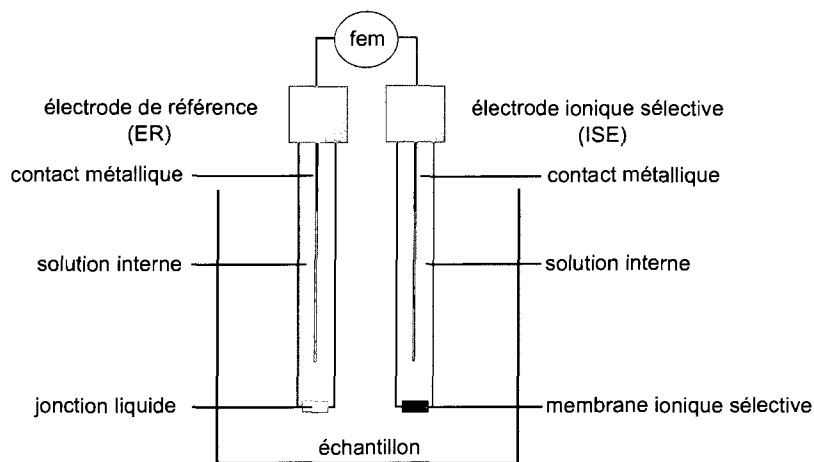 fem
électrode de référence
(ER)
électrode ionique sélective
(ISE)
contact métallique
contact métallique
solution interne
solution interne
jonction liquide
membrane ionique sélective
échantillon